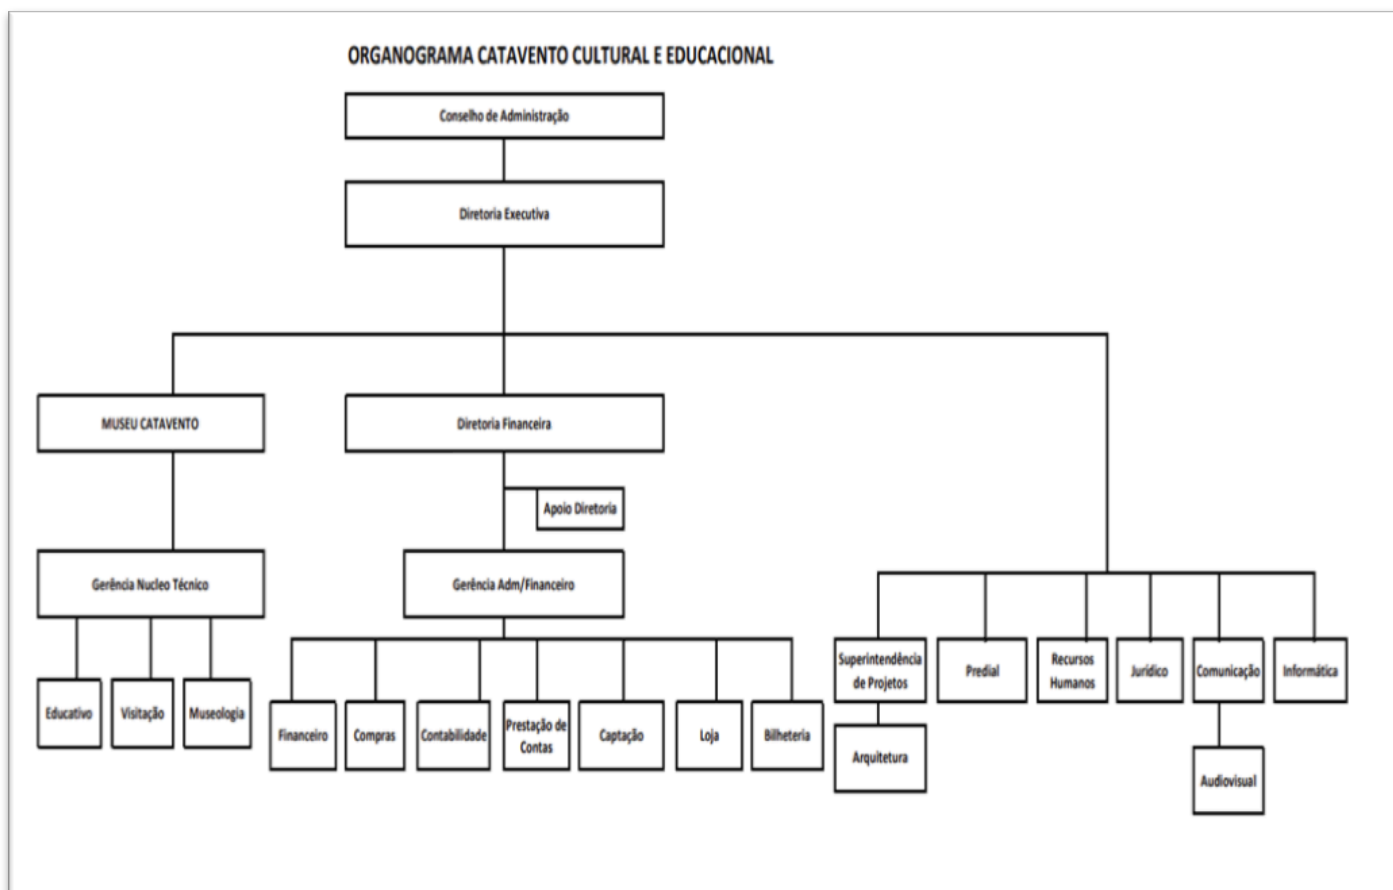 ORGANOGRAMA CATAVENTO CULTURAL E EDUCACIONAL
Conselho de Administração
Diretoria Executiva
MUSEU CATAVENTO
Diretoria Financeira
Apoio Diretoria
Gerência Nucleo Técnico
Gerência Adm/Financeiro
Educativo
Visitação
Museologia
Financeiro
Compras
Contabilidade
Prestação de
Contas
Captação
Loja
Bilheteria
Superintendência
de Projetos
Predial
Recursos
Humanos
Jurídico
Comunicação
Informática
Arquitetura
Audiovisual